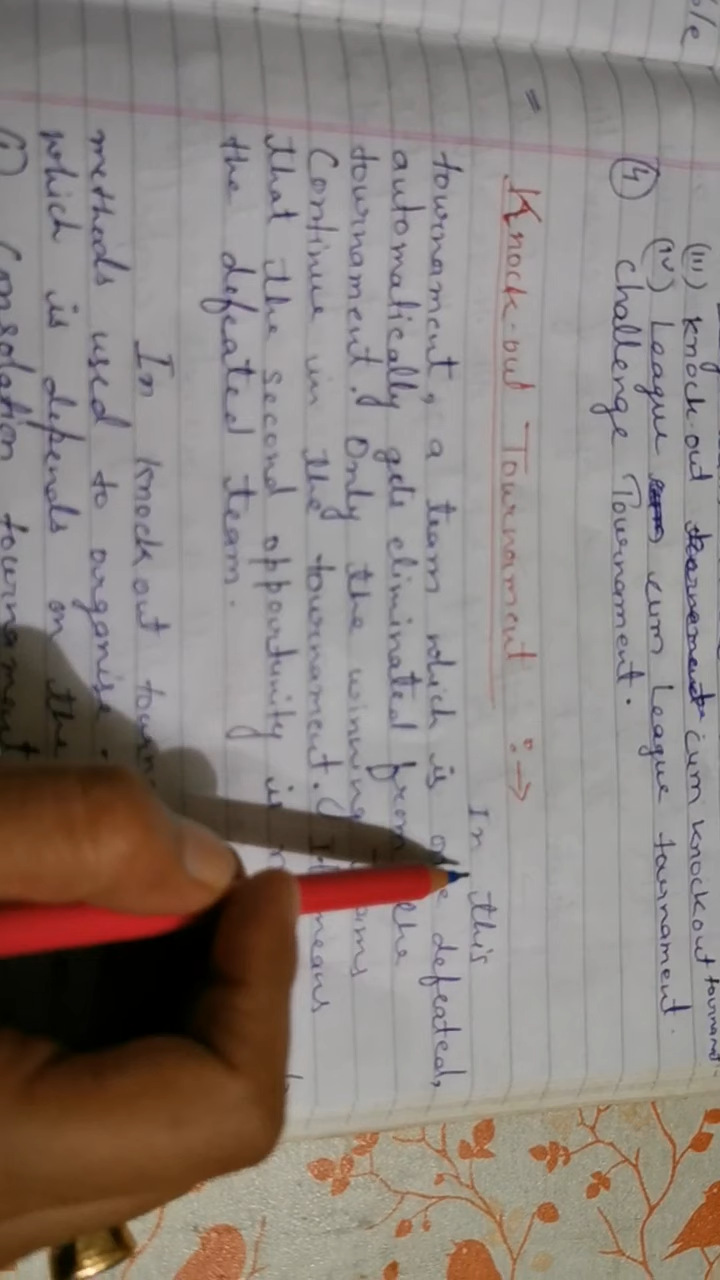 (iii) Knock-out cum knockout tournament.
(iv) League cum League tournament.
(4) Challenge Tournament.
= Knock-out Tournament :→
In this
tournament, a team which is defeated,
automatically gets eliminated from the
tournament. Only the winning
Continue in the tournament. It means
that the second opportunity is
the defeated team.
In knock out
methods used to organise.
which is depends on the
(i) Consolation tournament